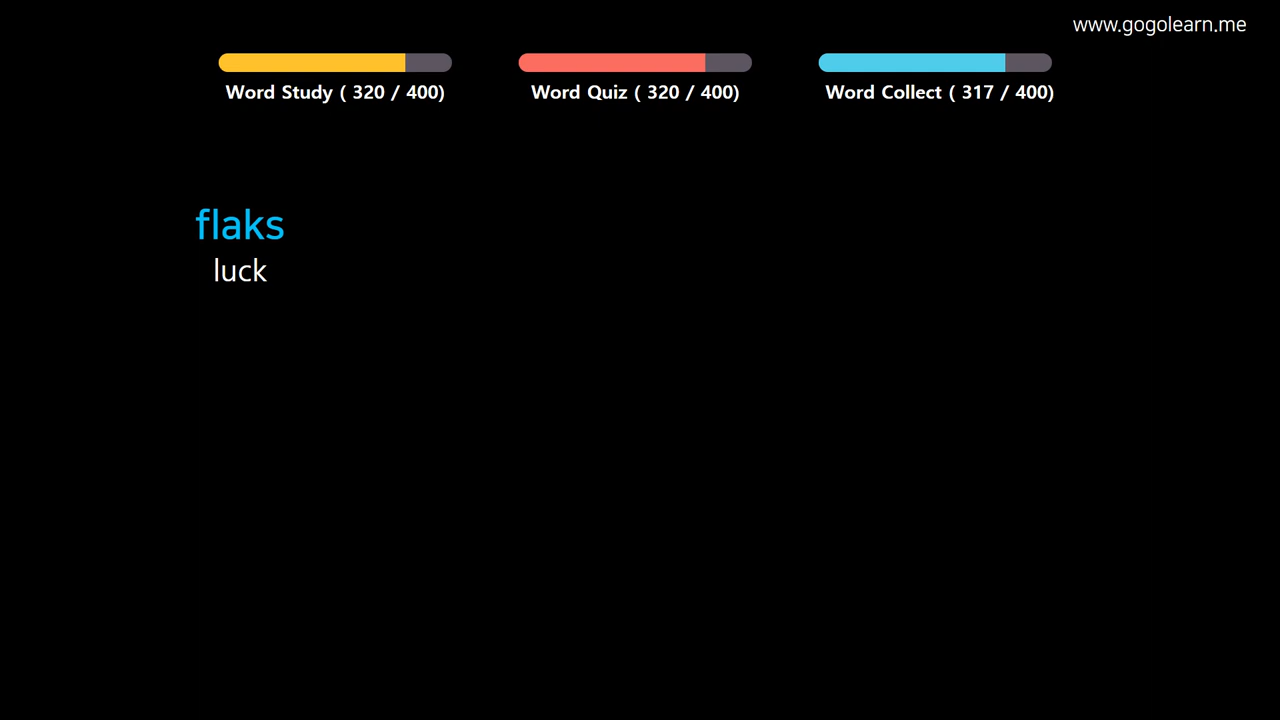 www.gogolearn.me
Word Study ( 320 / 400)
Word Quiz ( 320 / 400)
Word Collect ( 317 / 400)
flaks
luck